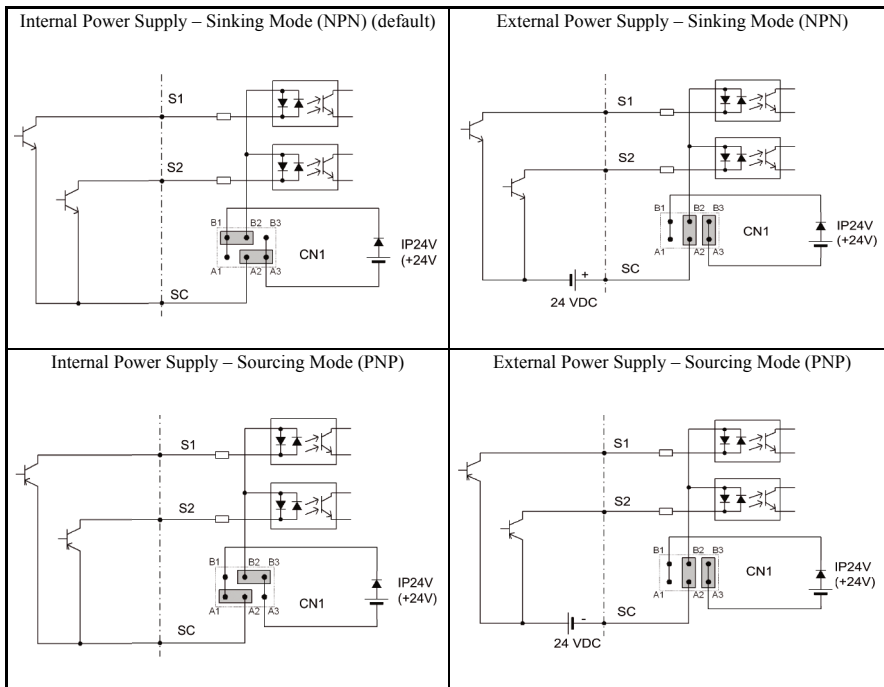 Internal Power Supply – Sinking Mode (NPN) (default)
S1
S2
B1 B2 B3
CN1
A1 A2 A3
IP24V
(+24V
SC
External Power Supply – Sinking Mode (NPN)
S1
S2
B1 B2 B3
CN1
A1 A2 A3
IP24V
(+24V)
SC
+
24 VDC
Internal Power Supply – Sourcing Mode (PNP)
S1
S2
B1 B2 B3
CN1
A1 A2 A3
IP24V
(+24V)
SC
External Power Supply – Sourcing Mode (PNP)
S1
S2
B1 B2 B3
CN1
A1 A2 A3
IP24V
(+24V)
SC
-
24 VDC